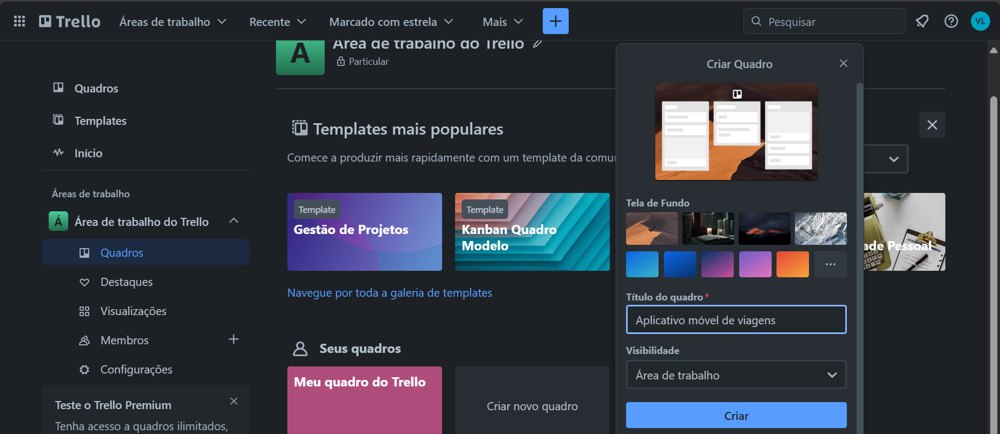 Trello
Áreas de trabalho
Recente
Marcado com estrela
Mais
Pesquisar
VL
Quadros
Templates
Início
Áreas de trabalho
Á
Área de trabalho do Trello
Quadros
Destaques
Visualizações
Membros
Configurações
Teste o Trello Premium
Tenha acesso a quadros ilimitados,
Á
Área de trabalho do Trello
Particular
Templates mais populares
Comece a produzir mais rapidamente com um template da comu
Template
Gestão de Projetos
Template
Kanban Quadro
Modelo
ade Pessoal
Navegue por toda a galeria de templates
Seus quadros
Meu quadro do Trello
Criar novo quadro
Criar Quadro
Tela de Fundo
Título do quadro*
Aplicativo móvel de viagens
Visibilidade
Área de trabalho
Criar